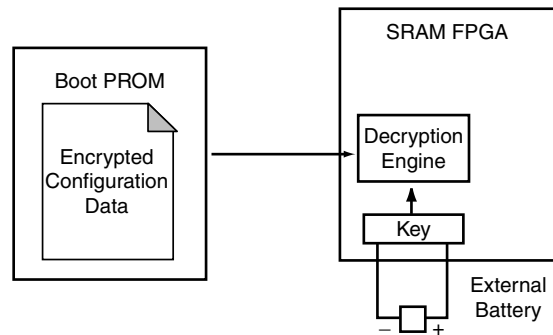 Boot PROM
Encrypted
Configuration
Data
SRAM FPGA
Decryption
Engine
Key
External
Battery
– +